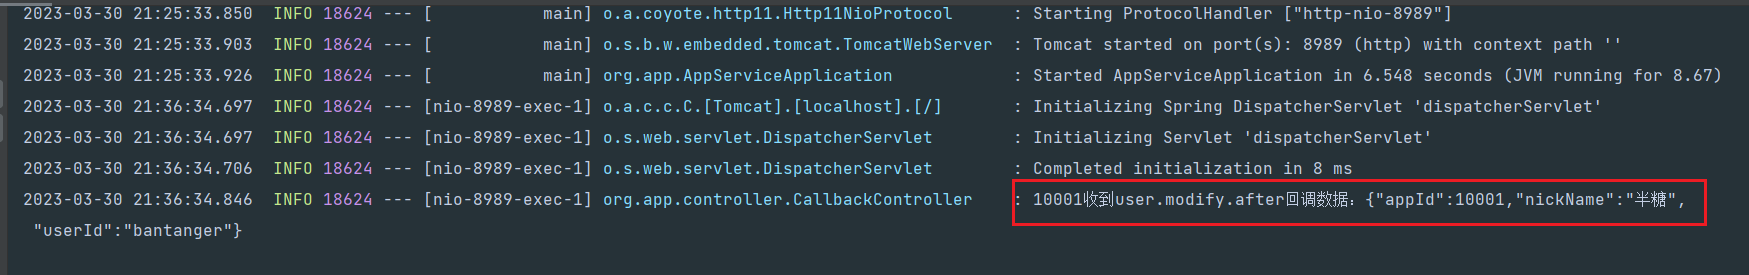 2023-03-30 21:25:33.850  INFO 18624 --- [           main] o.a.coyote.http11.Http11NioProtocol      : Starting ProtocolHandler ["http-nio-8989"]
2023-03-30 21:25:33.903  INFO 18624 --- [           main] o.s.b.w.embedded.tomcat.TomcatWebServer  : Tomcat started on port(s): 8989 (http) with context path ''
2023-03-30 21:25:33.926  INFO 18624 --- [           main] org.app.AppServiceApplication            : Started AppServiceApplication in 6.548 seconds (JVM running for 8.67)
2023-03-30 21:36:34.697  INFO 18624 --- [nio-8989-exec-1] o.a.c.c.C.[Tomcat].[localhost].[/]       : Initializing Spring DispatcherServlet 'dispatcherServlet'
2023-03-30 21:36:34.697  INFO 18624 --- [nio-8989-exec-1] o.s.web.servlet.DispatcherServlet        : Initializing Servlet 'dispatcherServlet'
2023-03-30 21:36:34.706  INFO 18624 --- [nio-8989-exec-1] o.s.web.servlet.DispatcherServlet        : Completed initialization in 8 ms
2023-03-30 21:36:34.846  INFO 18624 --- [nio-8989-exec-1] org.app.controller.CallbackController    : 10001收到user.modify.after回调数据：{"appId":10001,"nickName":"半糖",
"userId":"bantanger"}